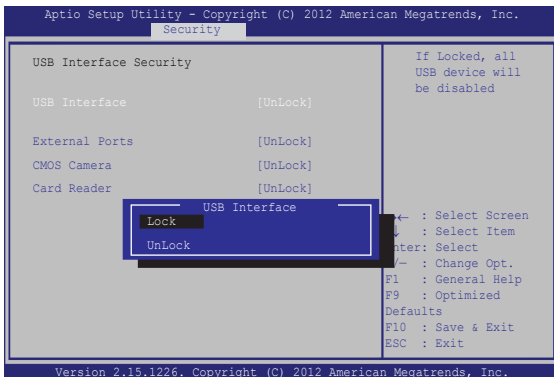 Aptio Setup Utility - Copyright (C) 2012 American Megatrends, Inc.
Security
USB Interface Security
USB Interface [UnLock]
External Ports [UnLock]
CMOS Camera [UnLock]
Card Reader [UnLock]
USB Interface
Lock
UnLock
If Locked, all
USB device will
be disabled
→← : Select Screen
↓ : Select Item
nter: Select
/— : Change Opt.
F1 : General Help
F9 : Optimized
Defaults
F10 : Save & Exit
ESC : Exit
Version 2.15.1226. Copyright (C) 2012 American Megatrends, Inc.